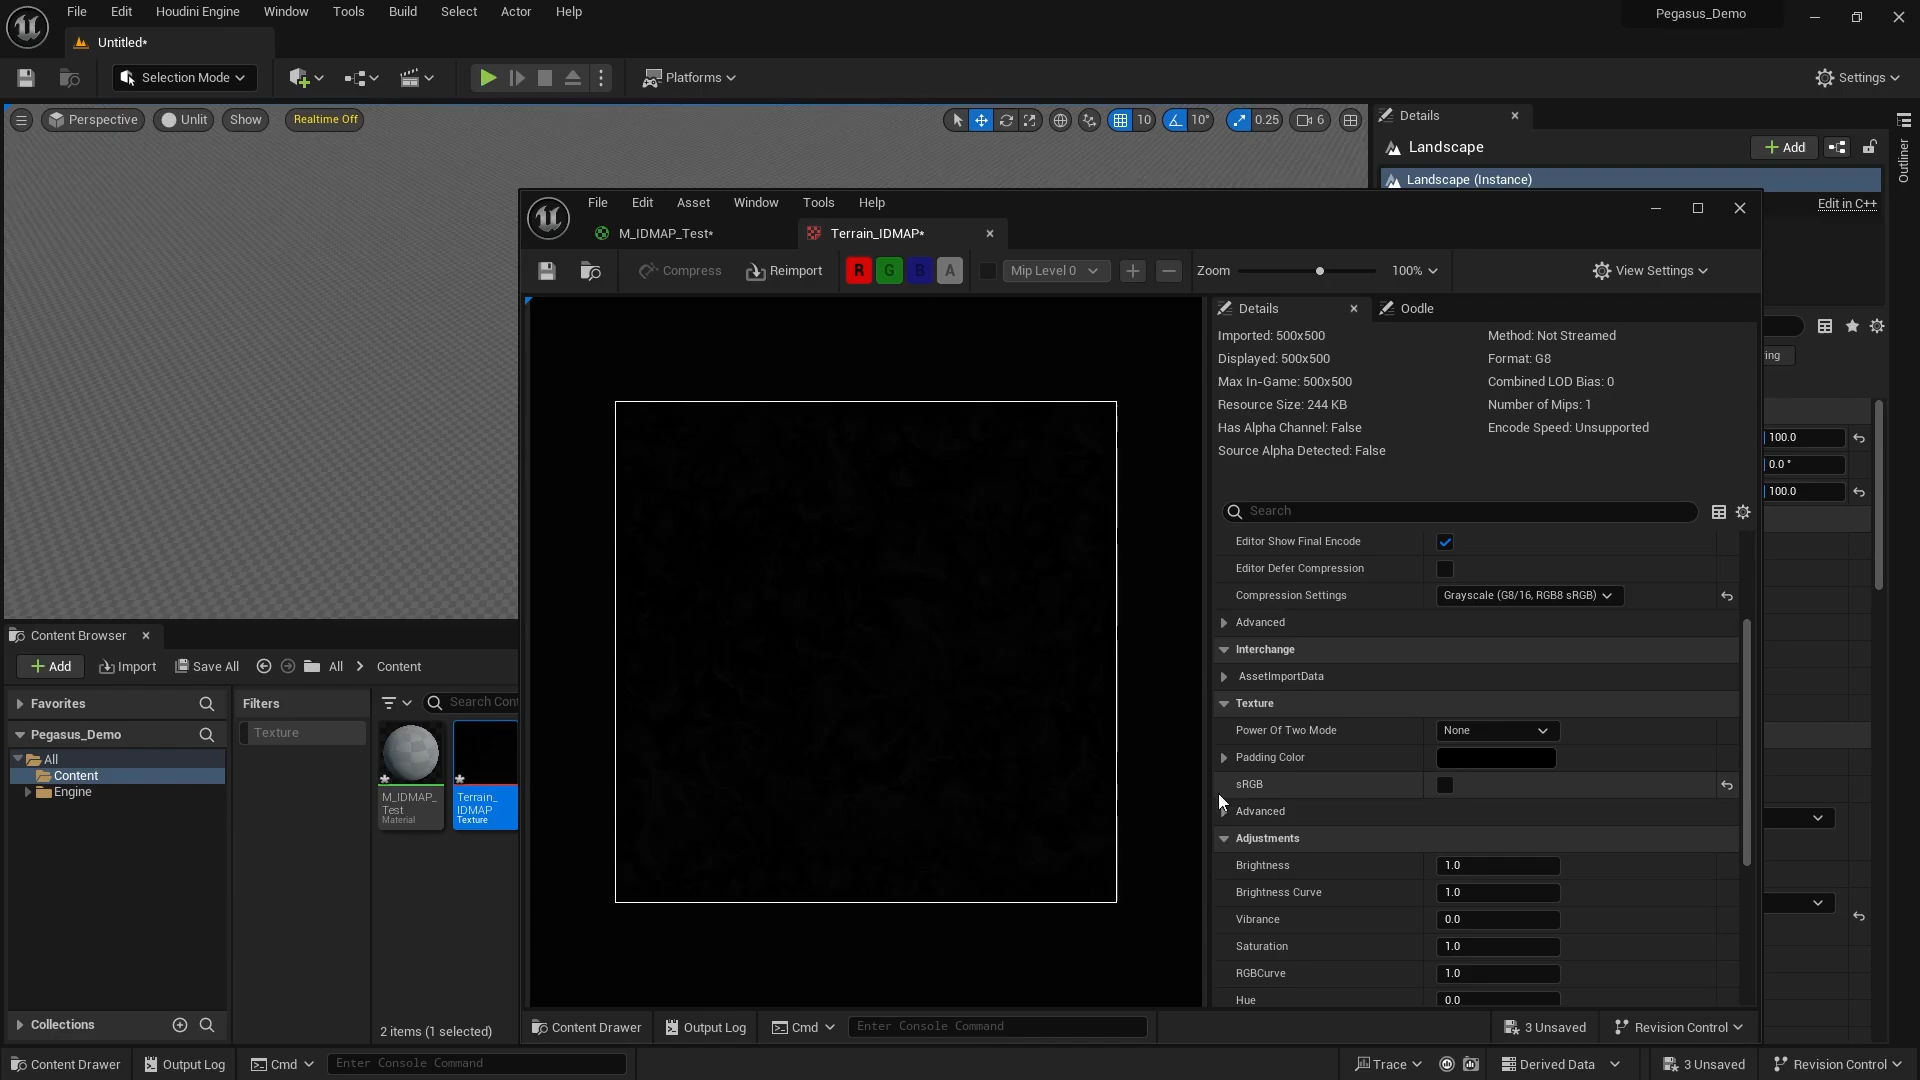 File Edit Houdini Engine Window Tools Build Select Actor Help
Pegasus_Demo
Untitled*
Selection Mode
Platforms
Settings
Perspective
Unlit
Show
Realtime Off
10
10°
0.25
6
Details
Landscape
Add
Landscape (Instance)
Edit in C++
Outliner
File Edit Asset Window Tools Help
M_IDMAP_Test*
Terrain_IDMAP*
Compress
Reimport
R G B A
Mip Level 0
Zoom
100%
View Settings
Details
Oodle
Imported: 500x500
Method: Not Streamed
Displayed: 500x500
Format: G8
Max In-Game: 500x500
Combined LOD Bias: 0
Resource Size: 244 KB
Number of Mips: 1
Has Alpha Channel: False
Encode Speed: Unsupported
Source Alpha Detected: False
Search
Editor Show Final Encode
Editor Defer Compression
Compression Settings
Grayscale (G8/16, RGB8 sRGB)
Advanced
Interchange
AssetImportData
Texture
Power Of Two Mode
None
Padding Color
sRGB
Advanced
Adjustments
Brightness
1.0
Brightness Curve
1.0
Vibrance
0.0
Saturation
1.0
RGBCurve
1.0
Hue
0.0
ing
100.0
0.0 °
100.0
Content Browser
Add
Import
Save All
All
Content
Favorites
Filters
Search Cont
Pegasus_Demo
Texture
All
Content
Engine
M_IDMAP_
Test
Material
Terrain_
IDMAP
Texture
Collections
2 items (1 selected)
Content Drawer
Output Log
Cmd
Enter Console Command
3 Unsaved
Revision Control
Content Drawer
Output Log
Cmd
Enter Console Command
Trace
Derived Data
3 Unsaved
Revision Control